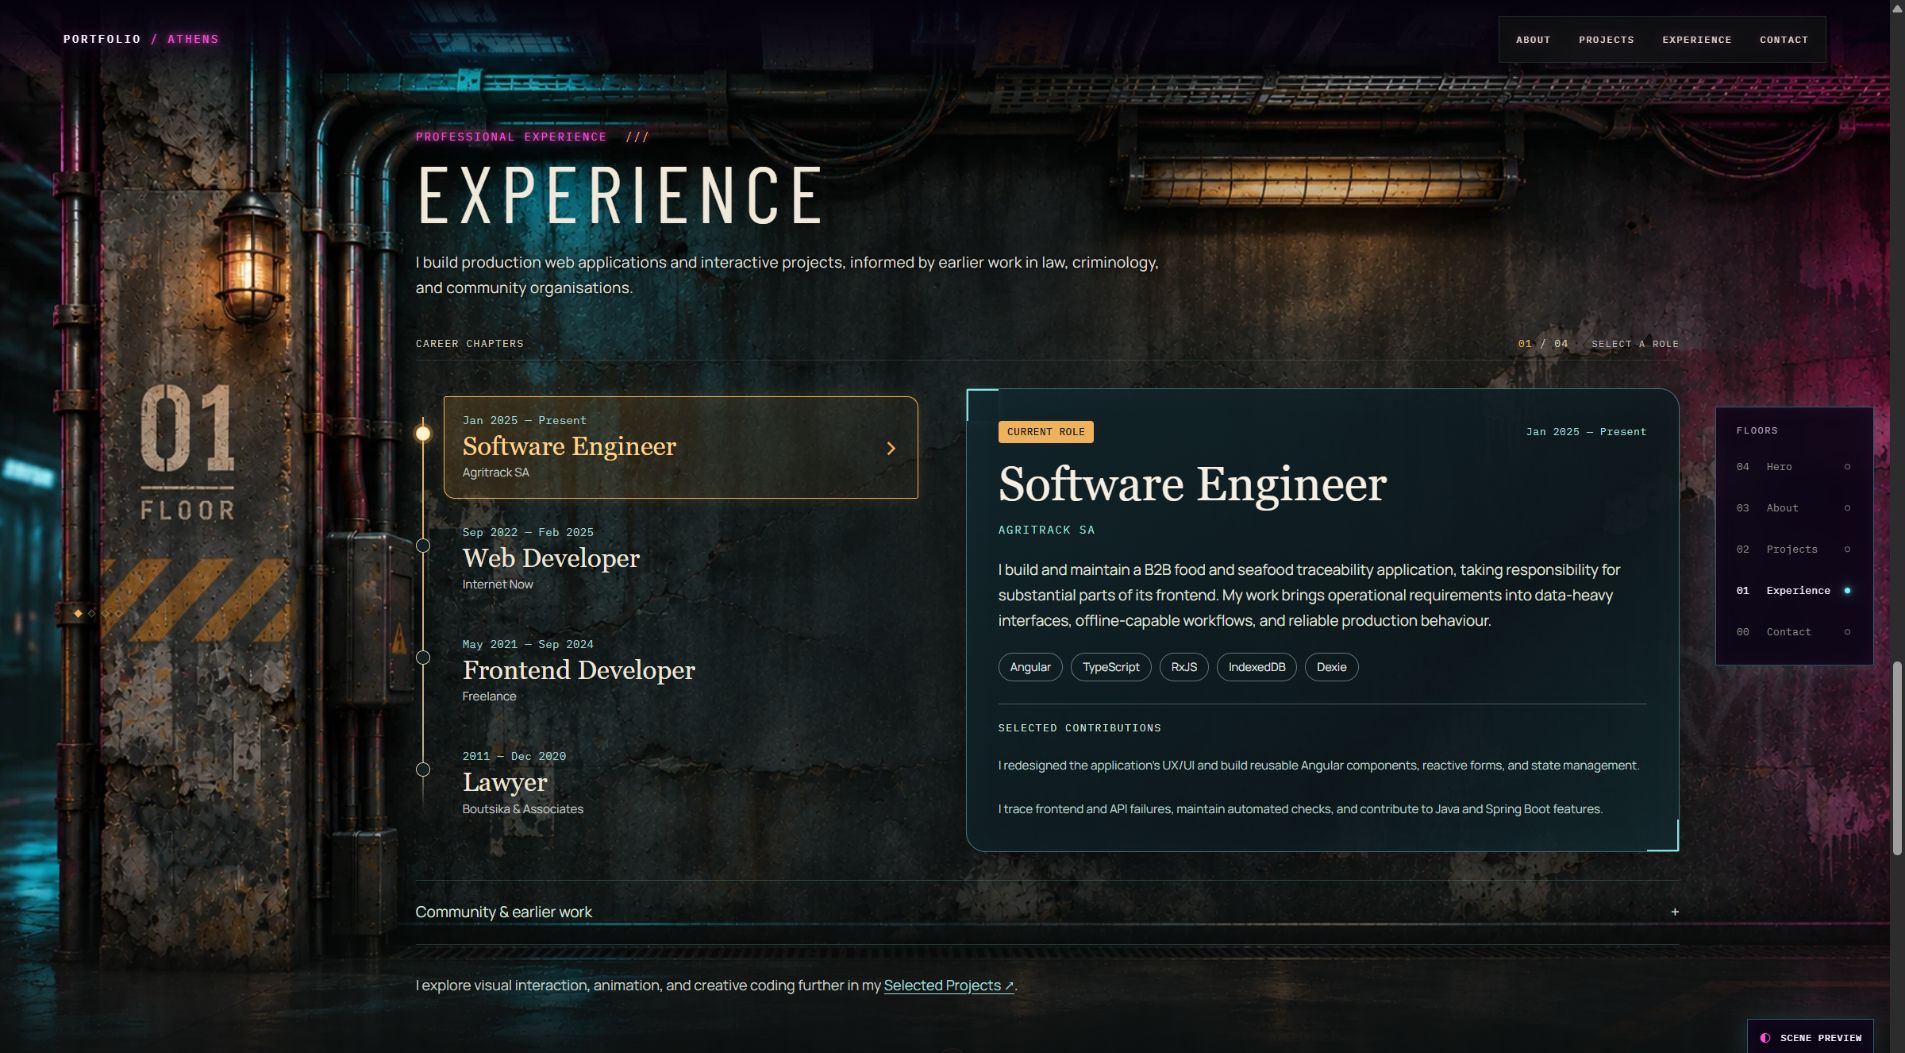 PORTFOLIO / ATHENS
ABOUT PROJECTS EXPERIENCE CONTACT
PROFESSIONAL EXPERIENCE ///
EXPERIENCE
I build production web applications and interactive projects, informed by earlier work in law, criminology,
and community organisations.
CAREER CHAPTERS
01 / 04 SELECT A ROLE
01
FLOOR
Jan 2025 — Present
Software Engineer
Agritrack SA
Sep 2022 — Feb 2025
Web Developer
Internet Now
May 2021 — Sep 2024
Frontend Developer
Freelance
2011 — Dec 2020
Lawyer
Boutsika & Associates
CURRENT ROLE
Jan 2025 — Present
Software Engineer
AGRITRACK SA
I build and maintain a B2B food and seafood traceability application, taking responsibility for
substantial parts of its frontend. My work brings operational requirements into data-heavy
interfaces, offline-capable workflows, and reliable production behaviour.
Angular TypeScript RxJS IndexedDB Dexie
SELECTED CONTRIBUTIONS
I redesigned the application's UX/UI and build reusable Angular components, reactive forms, and state management.
I trace frontend and API failures, maintain automated checks, and contribute to Java and Spring Boot features.
FLOORS
04 Hero
03 About
02 Projects
01 Experience
00 Contact
Community & earlier work +
I explore visual interaction, animation, and creative coding further in my Selected Projects ↗.
SCENE PREVIEW